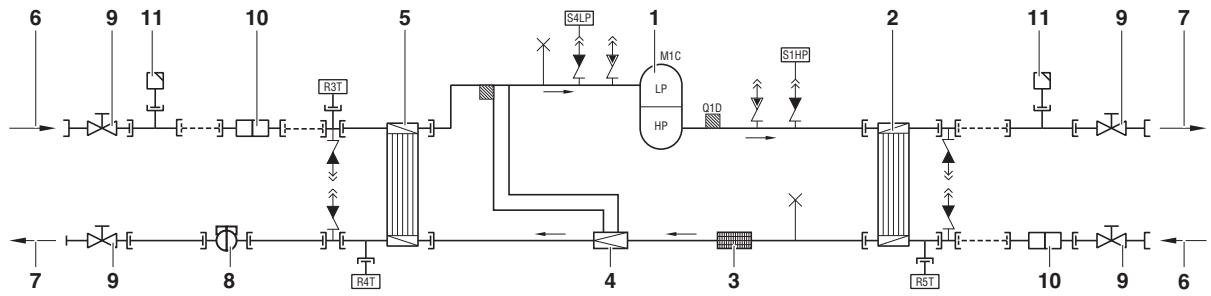 6 9 11 10 5 S4LP 1 M1C S1HP 2 11 9 7
R3T
LP
HP
Q1D
7 9 8 R4T 4 3 R5T 10 9 6